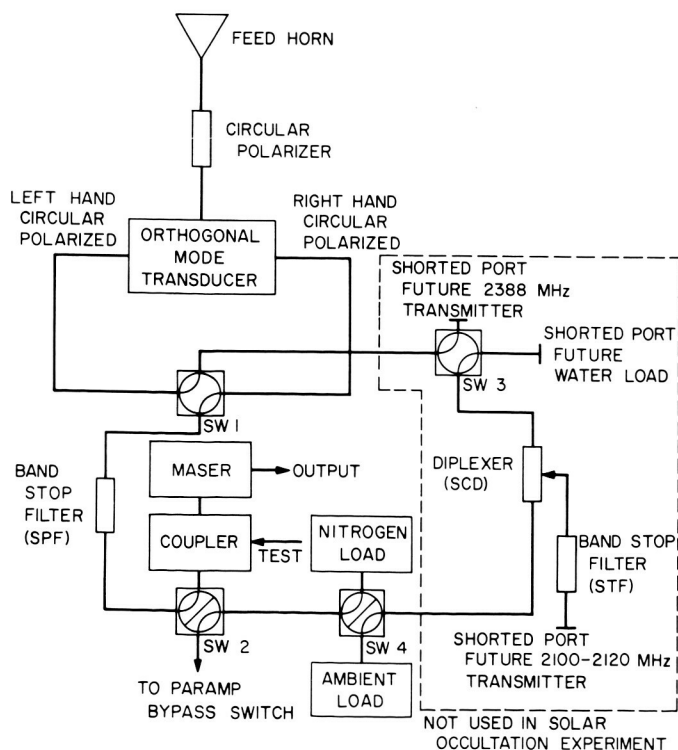 FEED HORN
CIRCULAR
POLARIZER
LEFT HAND
CIRCULAR
POLARIZED
RIGHT HAND
CIRCULAR
POLARIZED
ORTHOGONAL
MODE
TRANSDUCER
SHORTED PORT
FUTURE 2388 MHz
TRANSMITTER
SHORTED PORT
FUTURE
WATER LOAD
SW 3
SW 1
BAND
STOP
FILTER
(SPF)
MASER
OUTPUT
DIPLEXER
(SCD)
COUPLER
TEST
NITROGEN
LOAD
BAND STOP
FILTER
(STF)
SW 2
SW 4
SHORTED PORT
FUTURE 2100-2120 MHz
TRANSMITTER
TO PARAMP
BYPASS SWITCH
AMBIENT
LOAD
NOT USED IN SOLAR
OCCULTATION EXPERIMENT